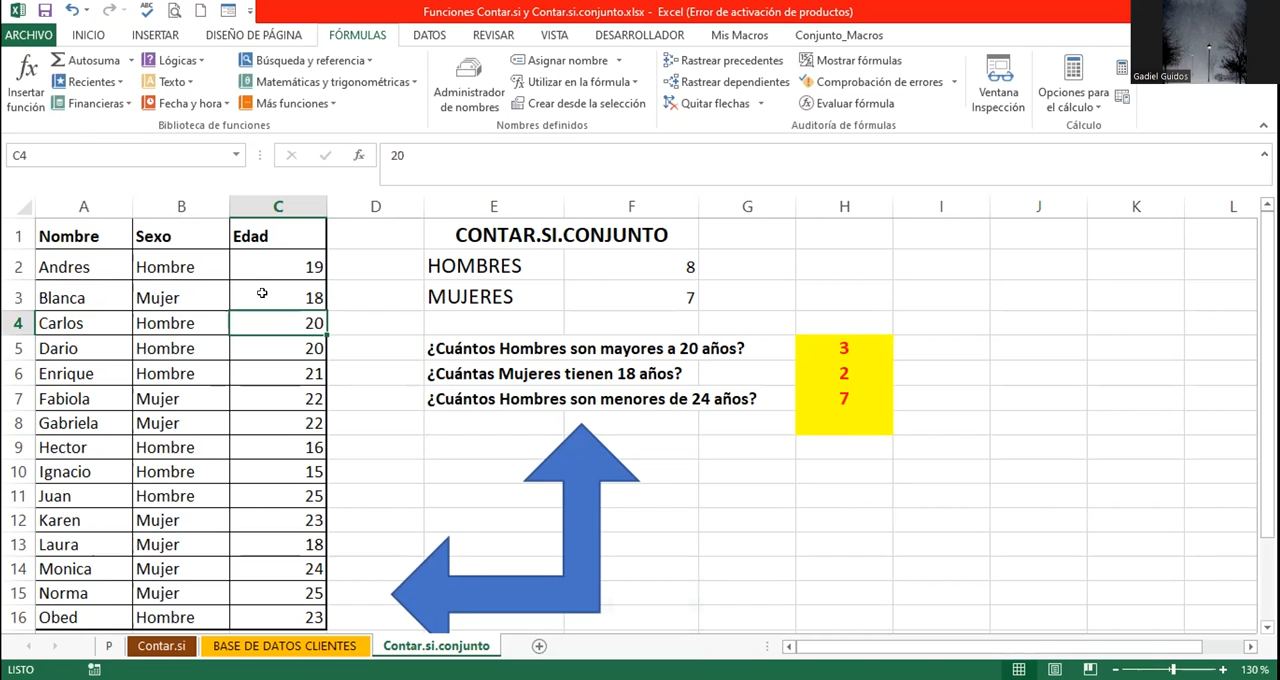 Funciones Contar.si y Contar.si.conjunto.xlsx - Excel (Error de activación de productos)
ARCHIVO INICIO INSERTAR DISEÑO DE PÁGINA FÓRMULAS DATOS REVISAR VISTA DESARROLLADOR Mis Macros Conjunto_Macros
Gadiel Guidos
fx Insertar función
Autosuma Lógicas Búsqueda y referencia
Recientes Texto Matemáticas y trigonométricas
Financieras Fecha y hora Más funciones
Biblioteca de funciones
Administrador de nombres
Asignar nombre
Utilizar en la fórmula
Crear desde la selección
Nombres definidos
Rastrear precedentes Mostrar fórmulas
Rastrear dependientes Comprobación de errores
Quitar flechas Evaluar fórmula
Auditoría de fórmulas
Ventana Inspección
Opciones para el cálculo
Cálculo
C4 fx 20
A B C D E F G H I J K L
1 Nombre Sexo Edad CONTAR.SI.CONJUNTO
2 Andres Hombre 19 HOMBRES 8
3 Blanca Mujer 18 MUJERES 7
4 Carlos Hombre 20
5 Dario Hombre 20 ¿Cuántos Hombres son mayores a 20 años? 3
6 Enrique Hombre 21 ¿Cuántas Mujeres tienen 18 años? 2
7 Fabiola Mujer 22 ¿Cuántos Hombres son menores de 24 años? 7
8 Gabriela Mujer 22
9 Hector Hombre 16
10 Ignacio Hombre 15
11 Juan Hombre 25
12 Karen Mujer 23
13 Laura Mujer 18
14 Monica Mujer 24
15 Norma Mujer 25
16 Obed Hombre 23
P Contar.si BASE DE DATOS CLIENTES Contar.si.conjunto
LISTO 130 %